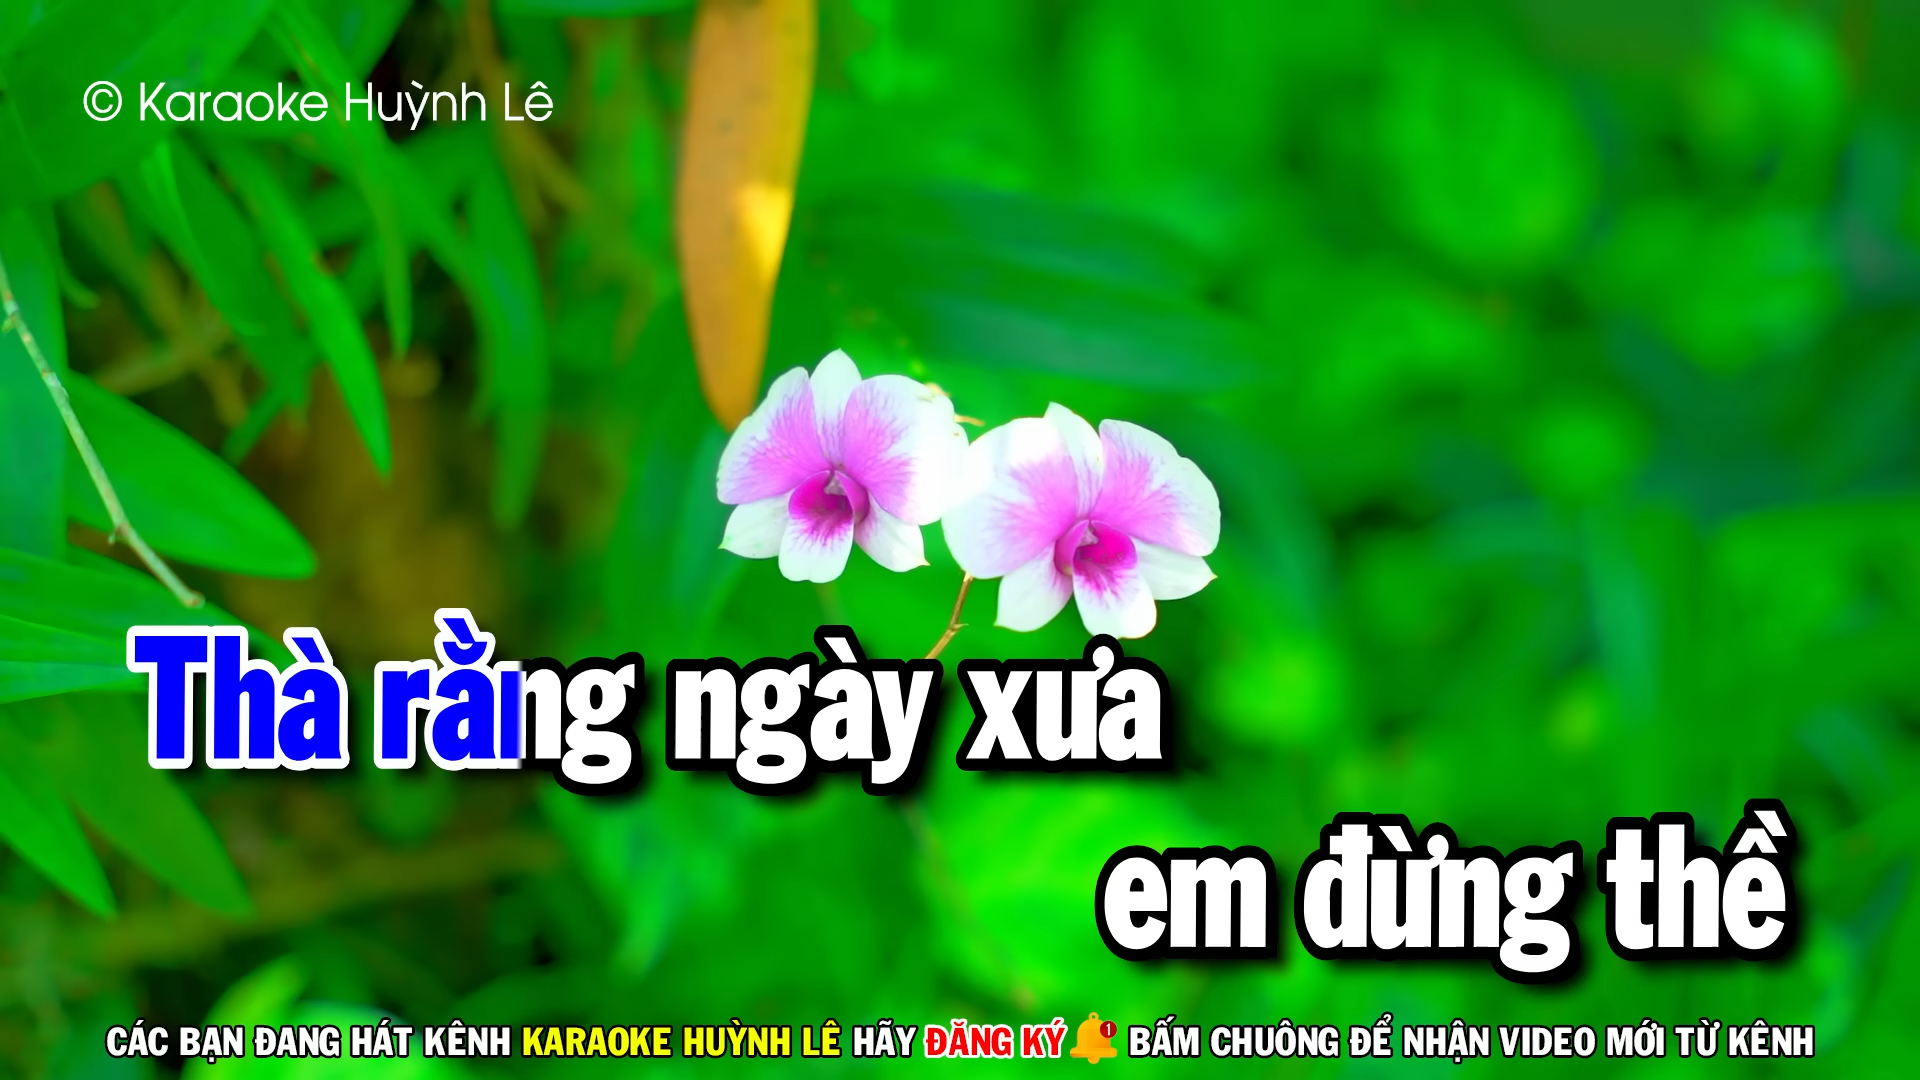 © Karaoke Huỳnh Lê
Thà rằng ngày xưa
em đừng thề
CÁC BẠN ĐANG HÁT KÊNH KARAOKE HUỲNH LÊ HÃY ĐĂNG KÝ 1 BẤM CHUÔNG ĐỂ NHẬN VIDEO MỚI TỪ KÊNH